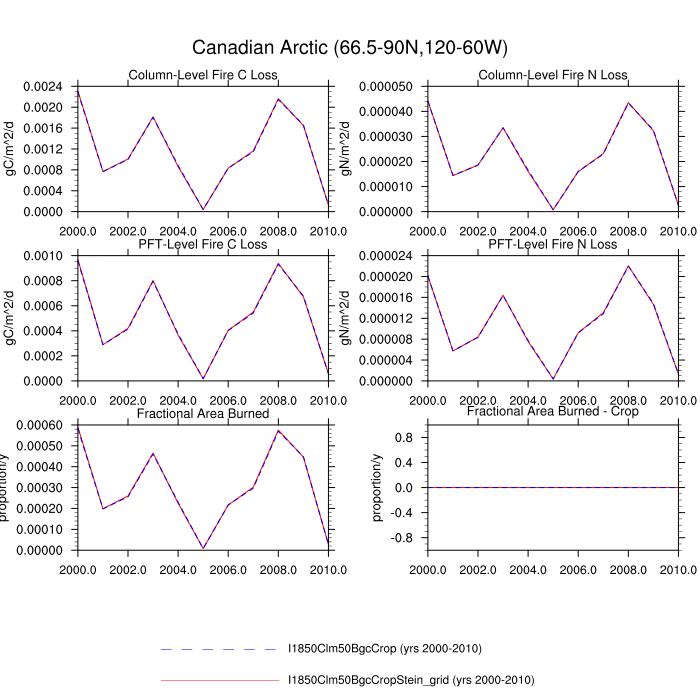 Canadian Arctic (66.5-90N,120-60W)
Column-Level Fire C Loss
gC/m^2/d
0.0024
0.0020
0.0016
0.0012
0.0008
0.0004
0.0000
2000.0 2002.0 2004.0 2006.0 2008.0 2010.0
Column-Level Fire N Loss
gN/m^2/d
0.000050
0.000040
0.000030
0.000020
0.000010
0.000000
2000.0 2002.0 2004.0 2006.0 2008.0 2010.0
PFT-Level Fire C Loss
gC/m^2/d
0.0010
0.0008
0.0006
0.0004
0.0002
0.0000
2000.0 2002.0 2004.0 2006.0 2008.0 2010.0
PFT-Level Fire N Loss
gN/m^2/d
0.000024
0.000020
0.000016
0.000012
0.000008
0.000004
0.000000
2000.0 2002.0 2004.0 2006.0 2008.0 2010.0
Fractional Area Burned
proportion/y
0.00060
0.00050
0.00040
0.00030
0.00020
0.00010
0.00000
2000.0 2002.0 2004.0 2006.0 2008.0 2010.0
Fractional Area Burned - Crop
proportion/y
0.8
0.4
0.0
-0.4
-0.8
2000.0 2002.0 2004.0 2006.0 2008.0 2010.0
I1850Clm50BgcCrop (yrs 2000-2010)
I1850Clm50BgcCropStein_grid (yrs 2000-2010)